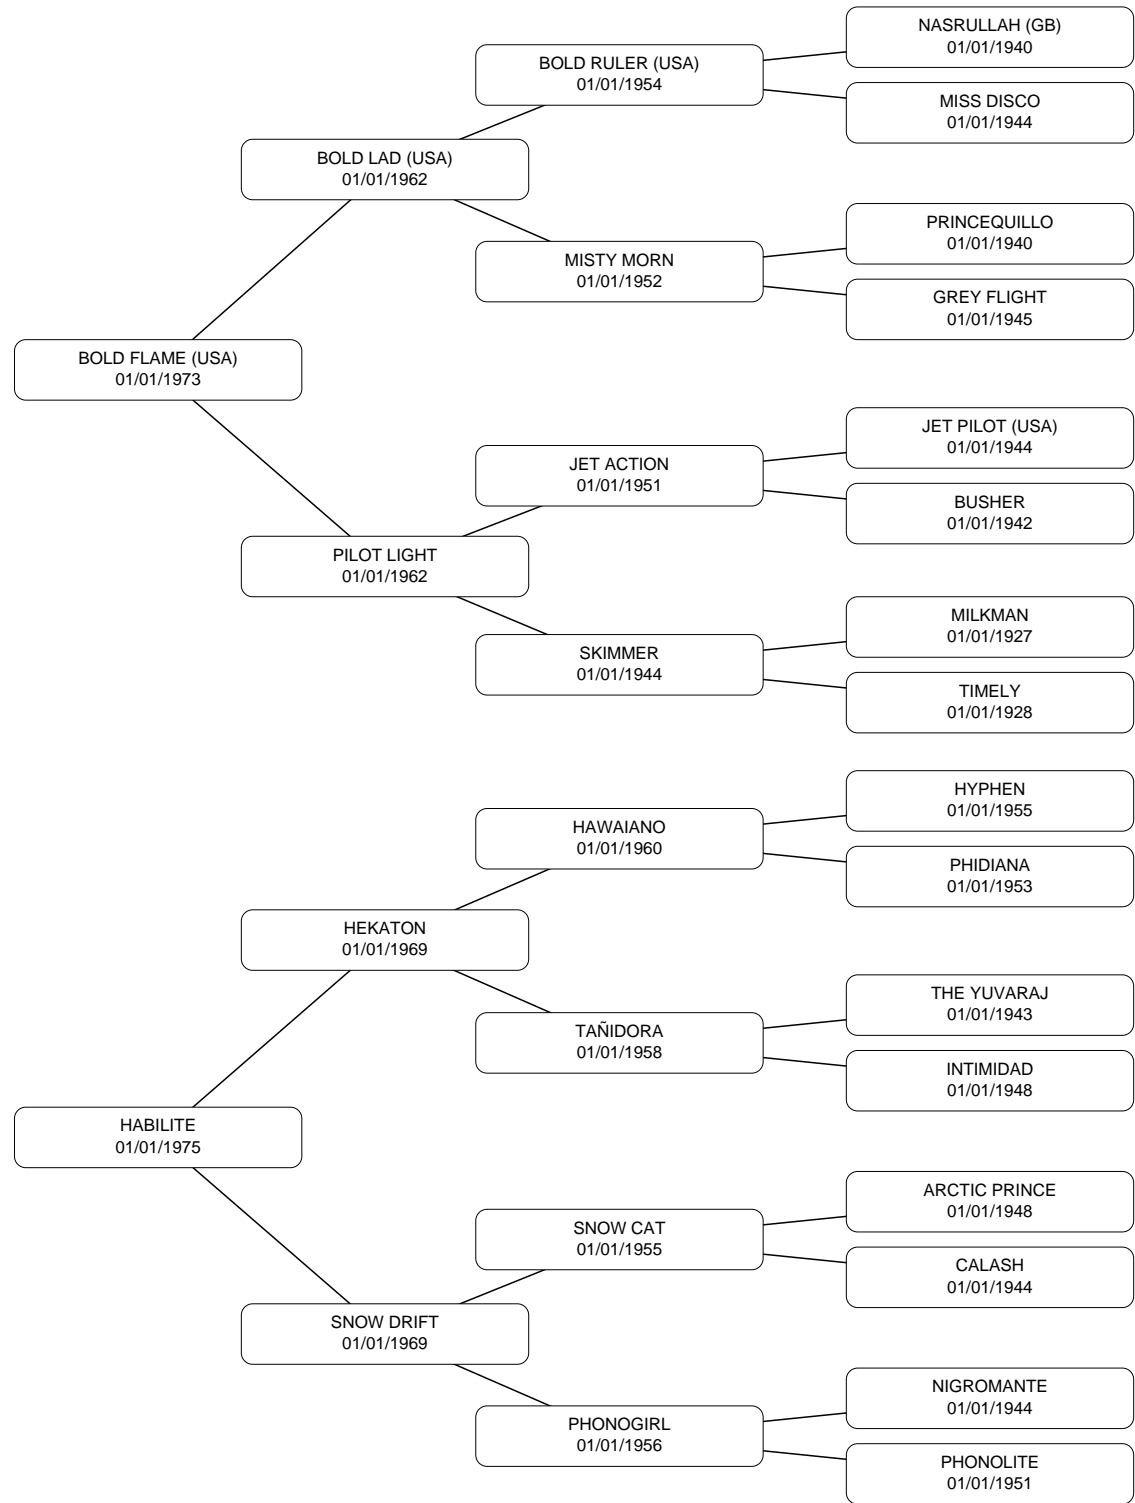 NASRULLAH (GB)
01/01/1940
BOLD RULER (USA)
01/01/1954
MISS DISCO
01/01/1944
BOLD LAD (USA)
01/01/1962
PRINCEQUILLO
01/01/1940
MISTY MORN
01/01/1952
GREY FLIGHT
01/01/1945
BOLD FLAME (USA)
01/01/1973
JET PILOT (USA)
01/01/1944
JET ACTION
01/01/1951
BUSHER
01/01/1942
PILOT LIGHT
01/01/1962
MILKMAN
01/01/1927
SKIMMER
01/01/1944
TIMELY
01/01/1928
HYPHEN
01/01/1955
HAWAIANO
01/01/1960
PHIDIANA
01/01/1953
HEKATON
01/01/1969
THE YUVARAJ
01/01/1943
TAÑIDORA
01/01/1958
INTIMIDAD
01/01/1948
HABILITE
01/01/1975
ARCTIC PRINCE
01/01/1948
SNOW CAT
01/01/1955
CALASH
01/01/1944
SNOW DRIFT
01/01/1969
NIGROMANTE
01/01/1944
PHONOGIRL
01/01/1956
PHONOLITE
01/01/1951